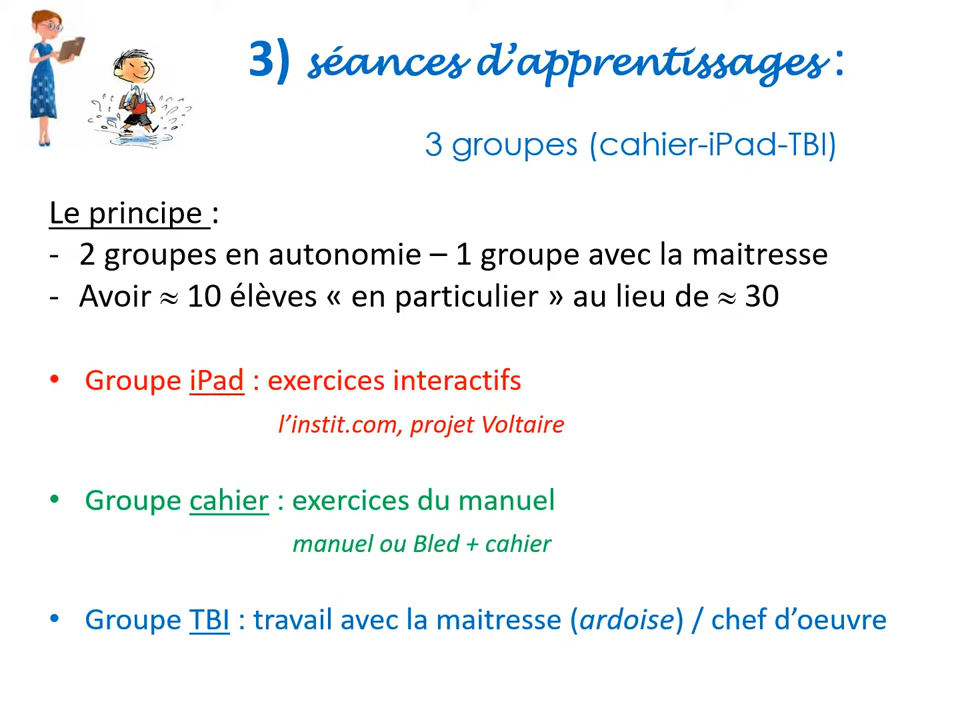 3) séances d’apprentissages :
3 groupes (cahier-iPad-TBI)
Le principe :
- 2 groupes en autonomie – 1 groupe avec la maitresse
- Avoir ≈ 10 élèves « en particulier » au lieu de ≈ 30
• Groupe iPad : exercices interactifs
l’instit.com, projet Voltaire
• Groupe cahier : exercices du manuel
manuel ou Bled + cahier
• Groupe TBI : travail avec la maitresse (ardoise) / chef d’oeuvre